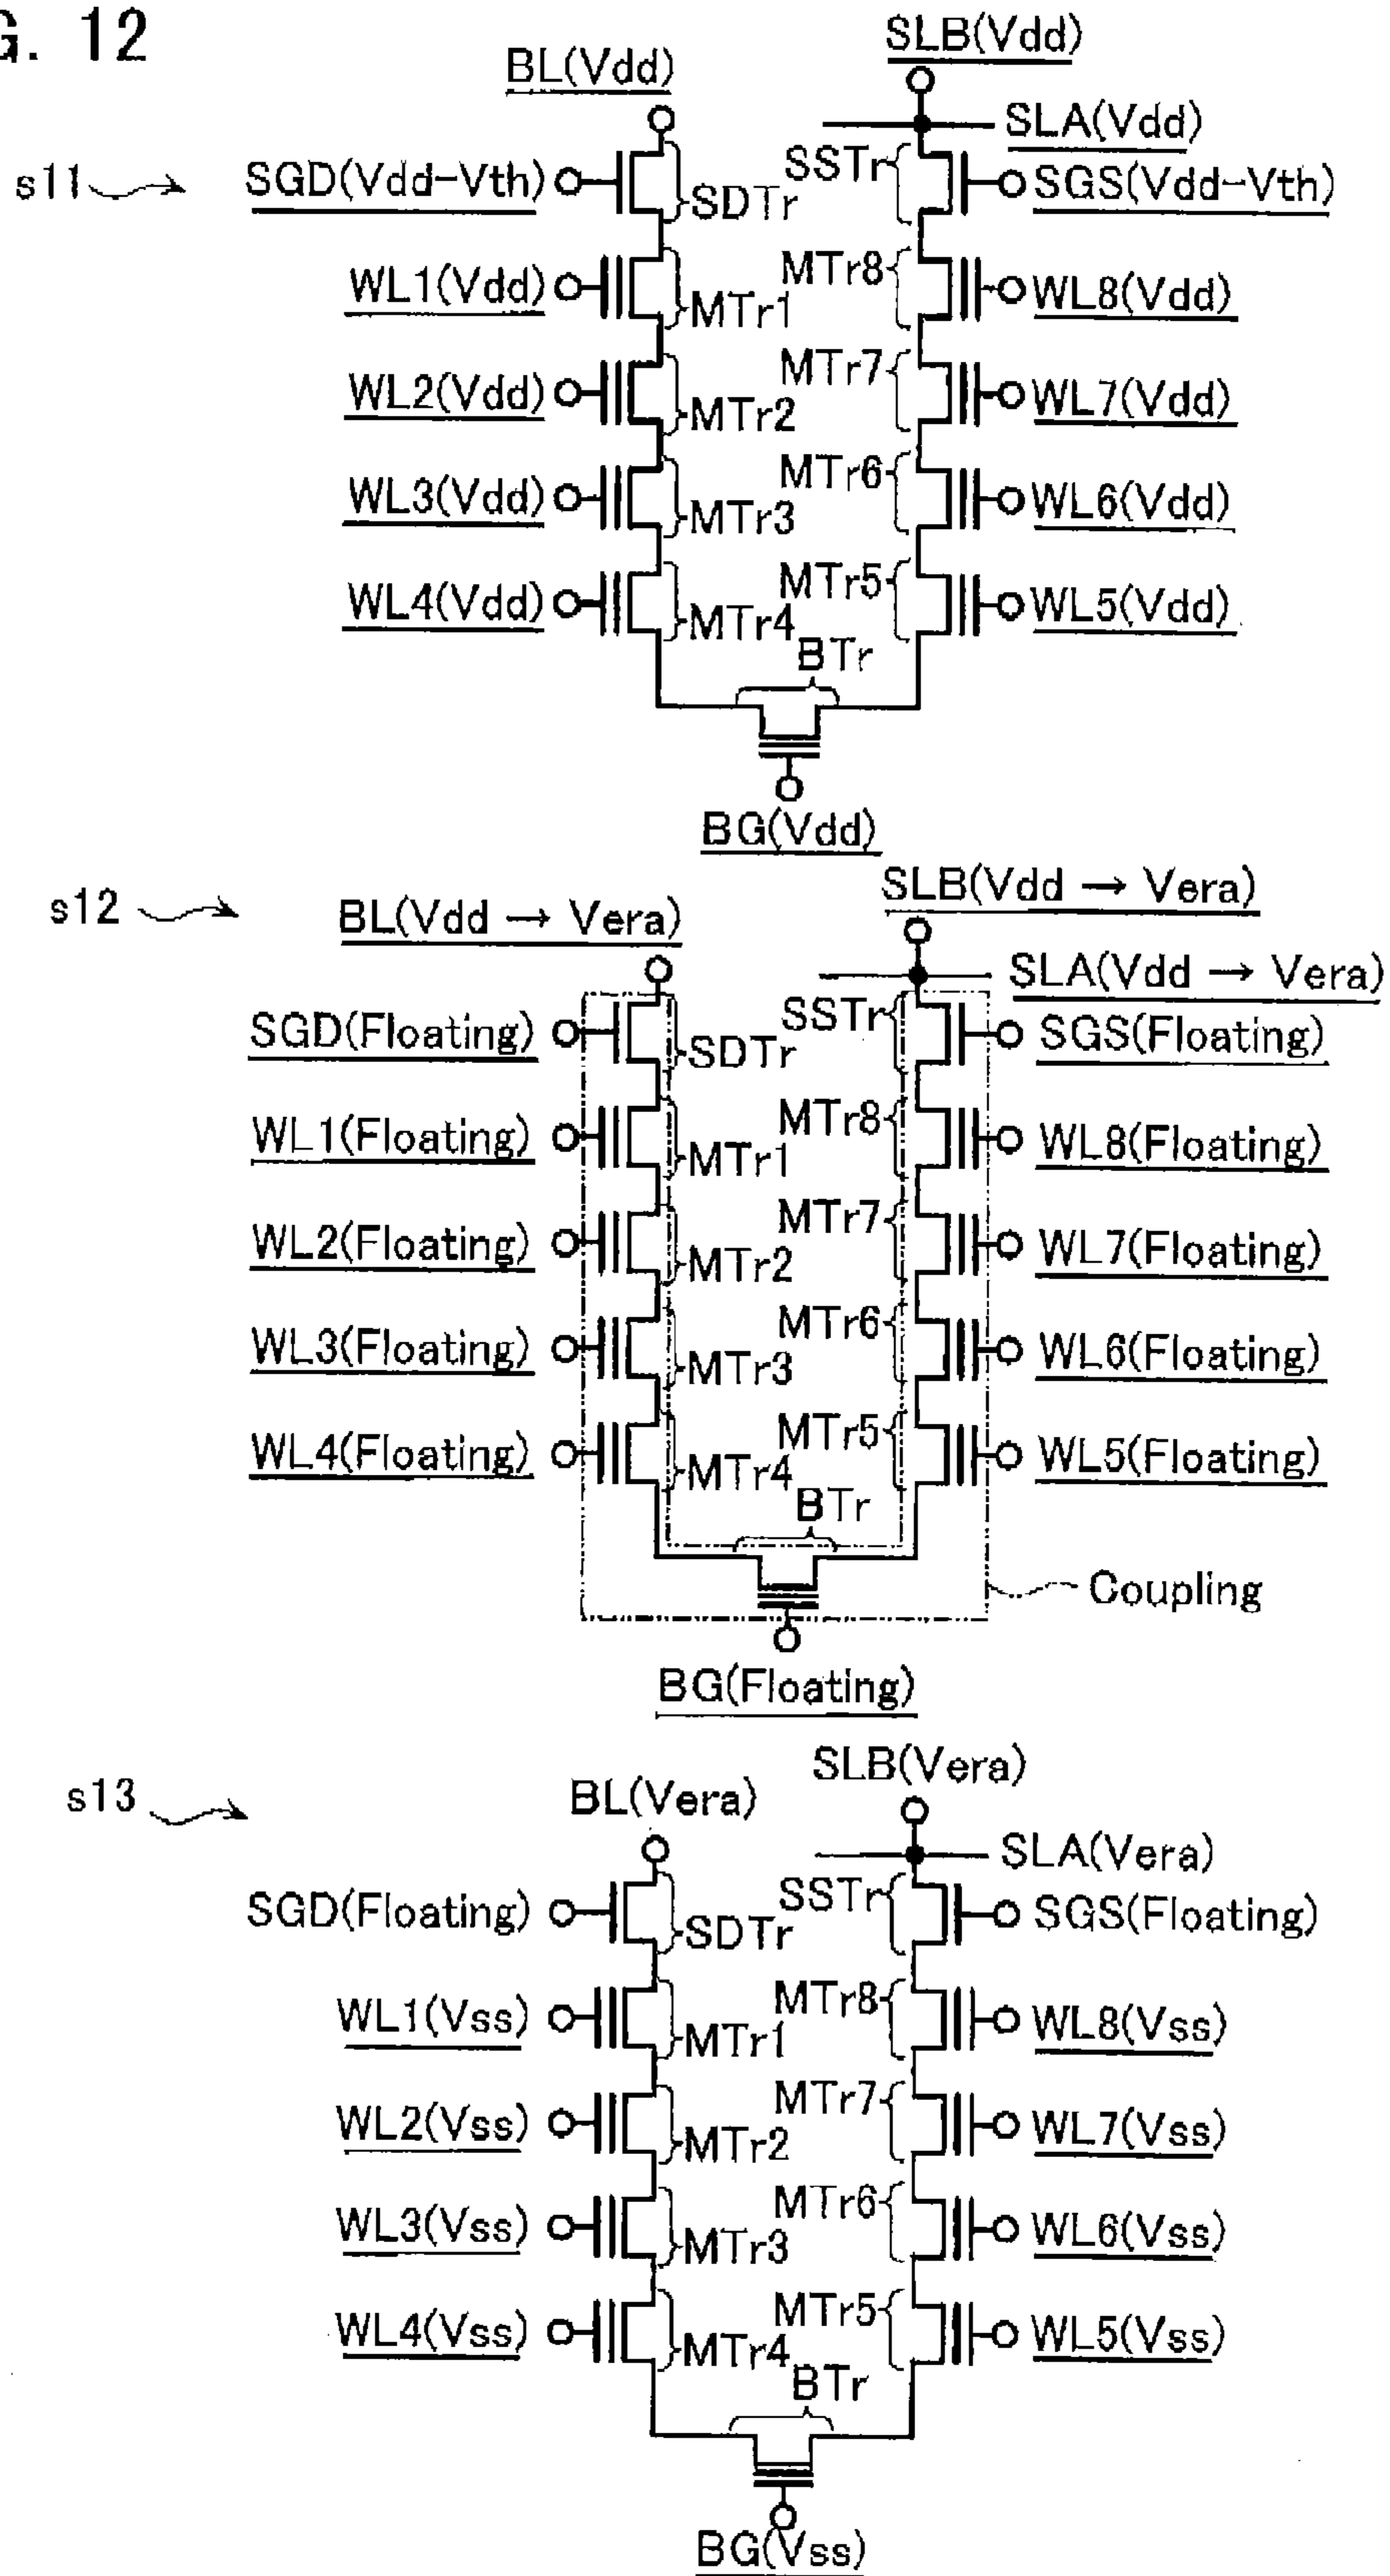 G. 12
BL(Vdd)
SLB(Vdd)
SLA(Vdd)
s11
SGD(Vdd-Vth)
SDTr
SSTr
SGS(Vdd-Vth)
WL1(Vdd)
MTr1
MTr8
WL8(Vdd)
WL2(Vdd)
MTr2
MTr7
WL7(Vdd)
WL3(Vdd)
MTr3
MTr6
WL6(Vdd)
WL4(Vdd)
MTr4
MTr5
WL5(Vdd)
BTr
BG(Vdd)
s12
BL(Vdd → Vera)
SLB(Vdd → Vera)
SLA(Vdd → Vera)
SGD(Floating)
SDTr
SSTr
SGS(Floating)
WL1(Floating)
MTr1
MTr8
WL8(Floating)
WL2(Floating)
MTr2
MTr7
WL7(Floating)
WL3(Floating)
MTr3
MTr6
WL6(Floating)
WL4(Floating)
MTr4
MTr5
WL5(Floating)
BTr
Coupling
BG(Floating)
s13
BL(Vera)
SLB(Vera)
SLA(Vera)
SGD(Floating)
SDTr
SSTr
SGS(Floating)
WL1(Vss)
MTr1
MTr8
WL8(Vss)
WL2(Vss)
MTr2
MTr7
WL7(Vss)
WL3(Vss)
MTr3
MTr6
WL6(Vss)
WL4(Vss)
MTr4
MTr5
WL5(Vss)
BTr
BG(Vss)